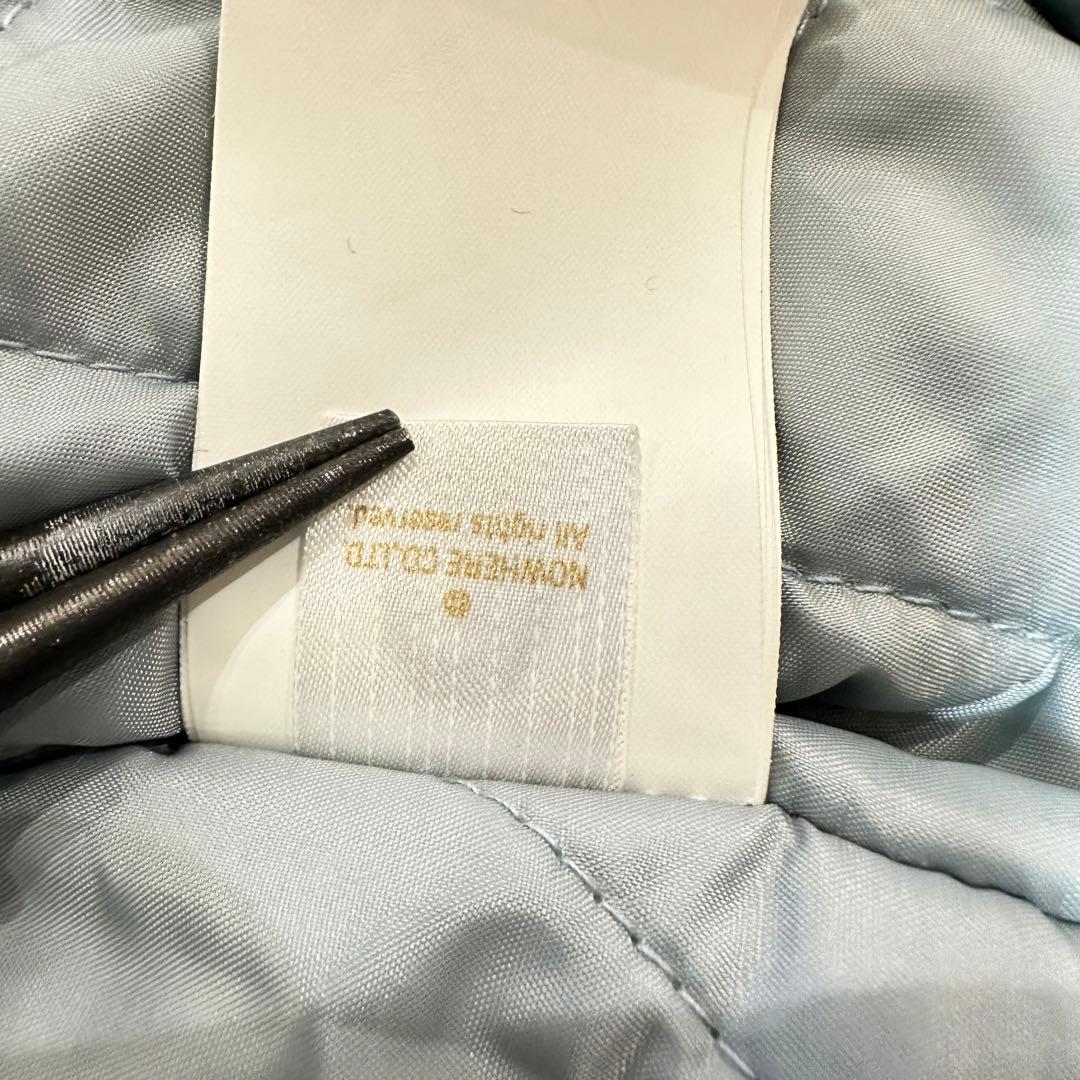 ©
NOWHERE CO.,LTD.
All rights reserved